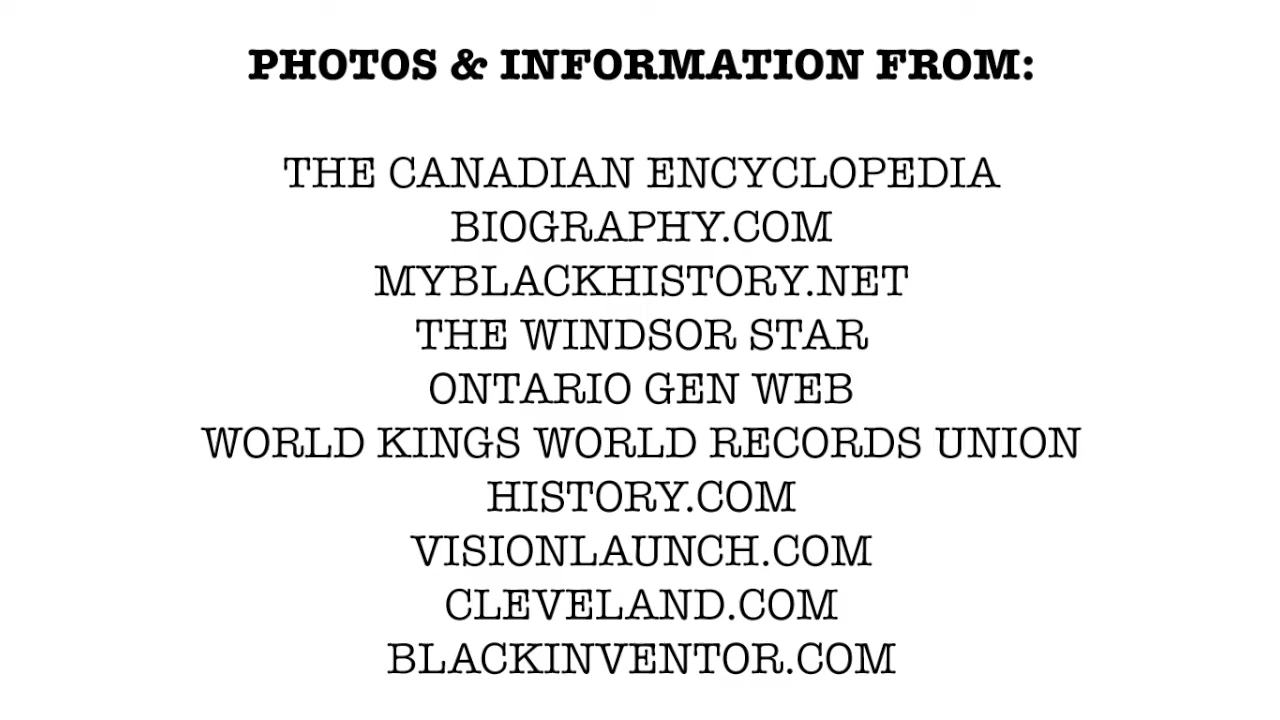 PHOTOS & INFORMATION FROM:
THE CANADIAN ENCYCLOPEDIA
BIOGRAPHY.COM
MYBLACKHISTORY.NET
THE WINDSOR STAR
ONTARIO GEN WEB
WORLD KINGS WORLD RECORDS UNION
HISTORY.COM
VISIONLAUNCH.COM
CLEVELAND.COM
BLACKINVENTOR.COM